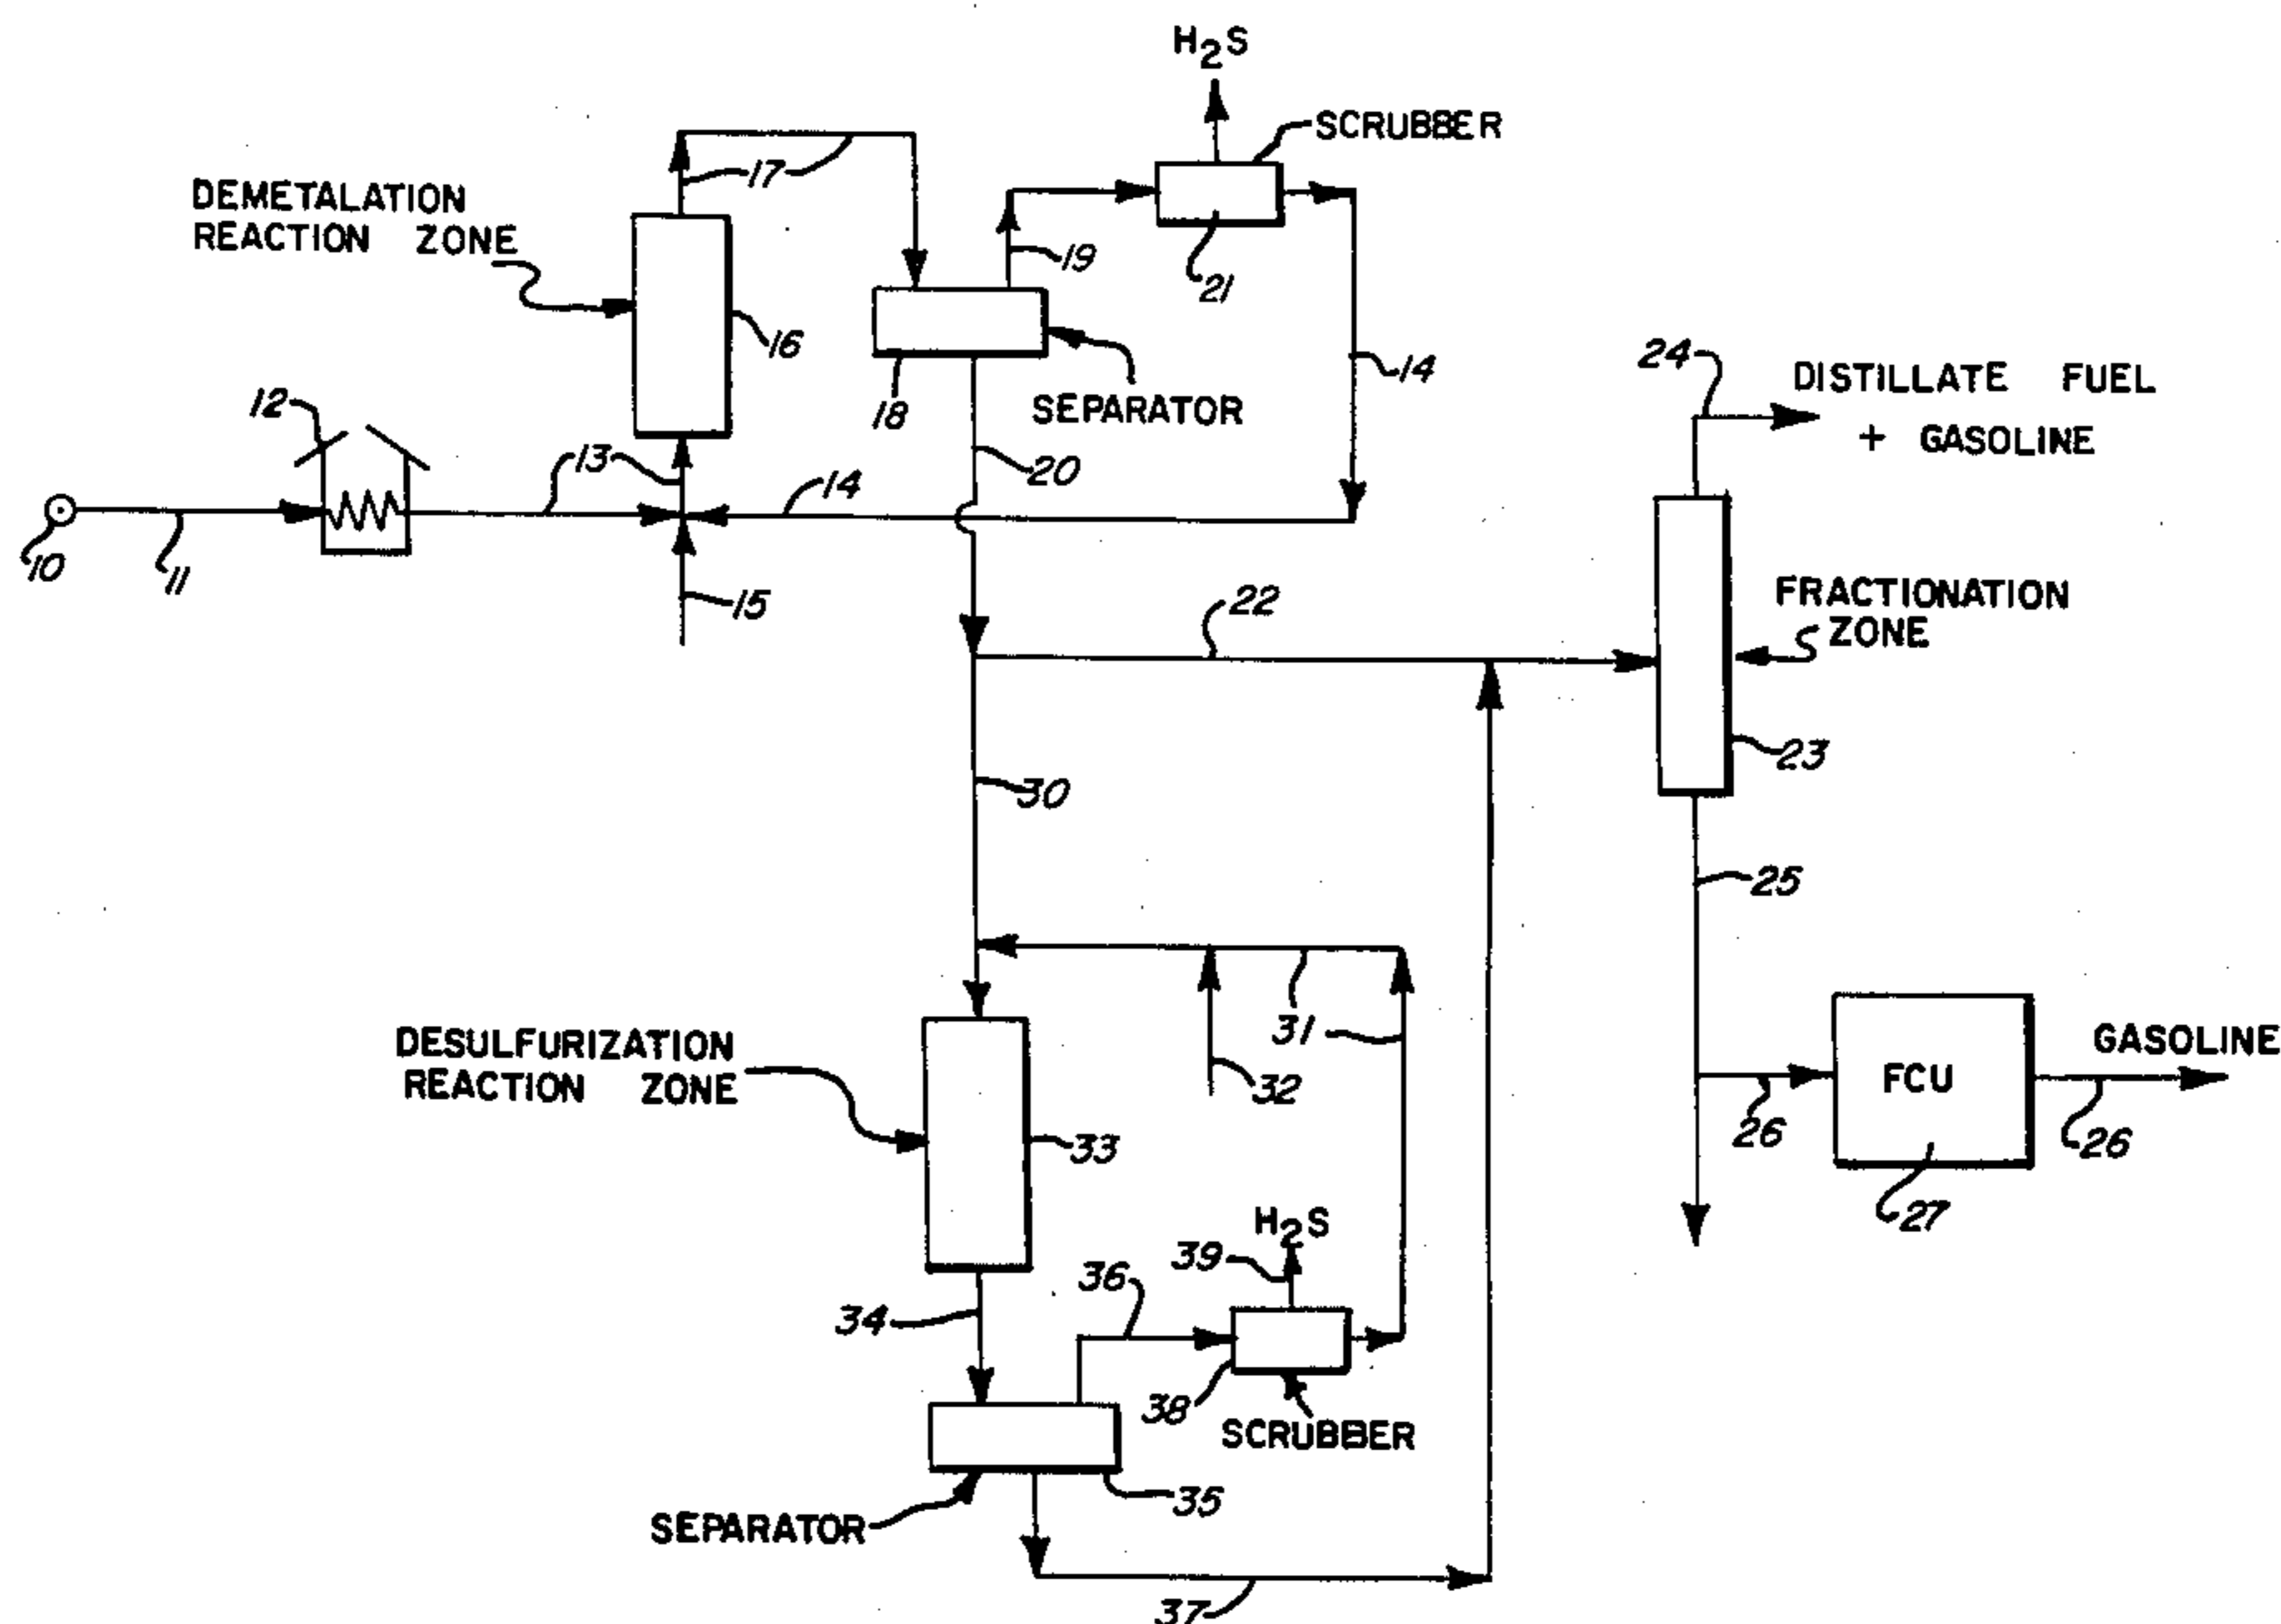 H2S
SCRUBBER
17
DEMETALATION
REACTION ZONE
19
21
16
14
24
DISTILLATE FUEL
+ GASOLINE
12
18
SEPARATOR
13
20
14
10
11
15
22
FRACTIONATION
ZONE
23
30
25
DESULFURIZATION
REACTION ZONE
31
32
33
FCU
GASOLINE
26
26
27
H2S
39
36
34
38
SCRUBBER
35
SEPARATOR
37